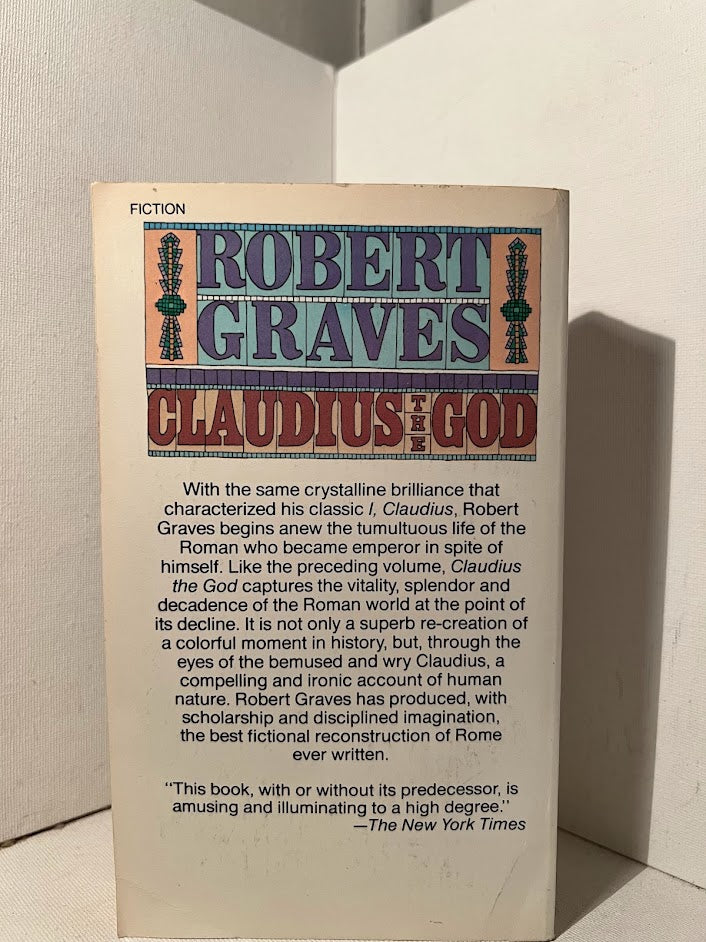 FICTION
ROBERT
GRAVES
CLAUDIUS THE GOD
With the same crystalline brilliance that
characterized his classic I, Claudius, Robert
Graves begins anew the tumultuous life of the
Roman who became emperor in spite of
himself. Like the preceding volume, Claudius
the God captures the vitality, splendor and
decadence of the Roman world at the point of
its decline. It is not only a superb re-creation of
a colorful moment in history, but, through the
eyes of the bemused and wry Claudius, a
compelling and ironic account of human
nature. Robert Graves has produced, with
scholarship and disciplined imagination,
the best fictional reconstruction of Rome
ever written.
"This book, with or without its predecessor, is
amusing and illuminating to a high degree."
—The New York Times